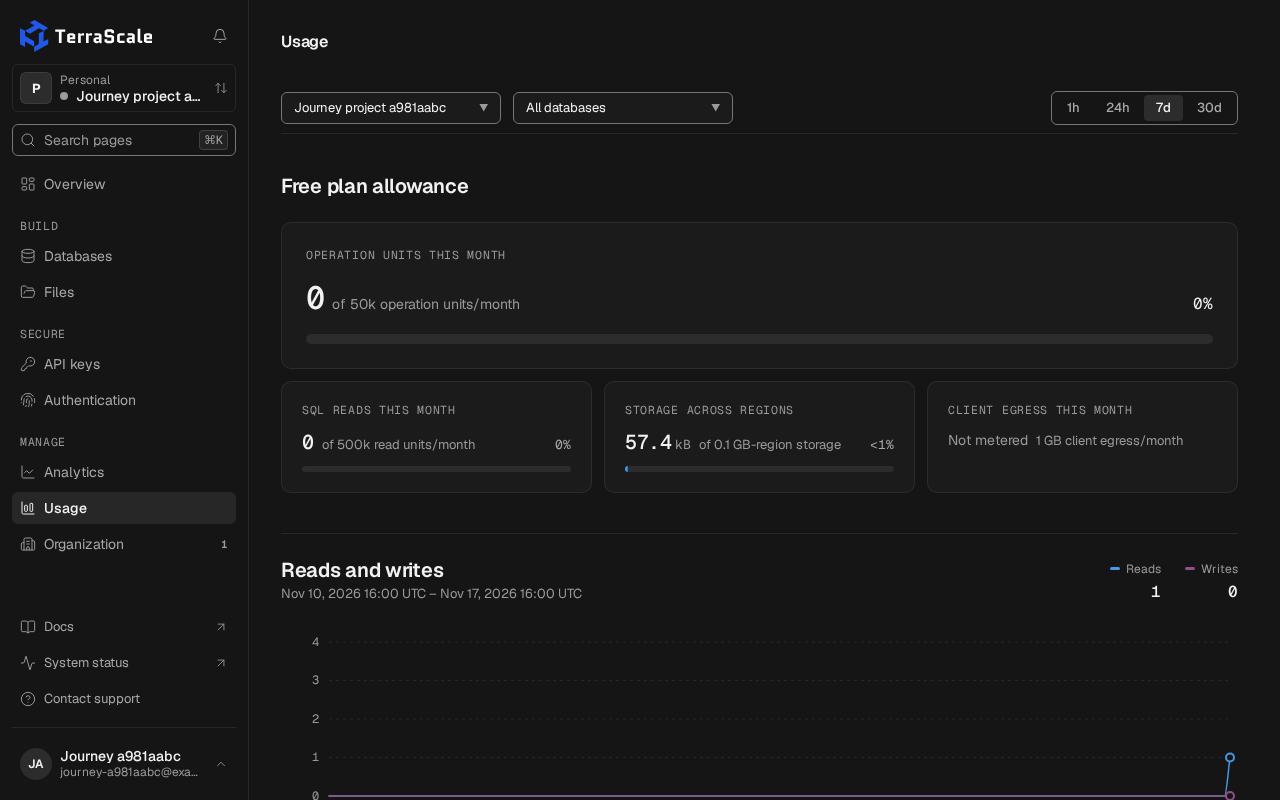 TerraScale
P
Personal
Journey project a…
Search pages
⌘K
Overview
BUILD
Databases
Files
SECURE
API keys
Authentication
MANAGE
Analytics
Usage
Organization
1
Docs
System status
Contact support
JA
Journey a981aabc
journey-a981aabc@exa…
Usage
Journey project a981aabc
All databases
1h
24h
7d
30d
Free plan allowance
OPERATION UNITS THIS MONTH
0 of 50k operation units/month
0%
SQL READS THIS MONTH
0 of 500k read units/month
0%
STORAGE ACROSS REGIONS
57.4 kB of 0.1 GB-region storage
<1%
CLIENT EGRESS THIS MONTH
Not metered 1 GB client egress/month
Reads and writes
Nov 10, 2026 16:00 UTC – Nov 17, 2026 16:00 UTC
Reads
1
Writes
0
4
3
2
1
0